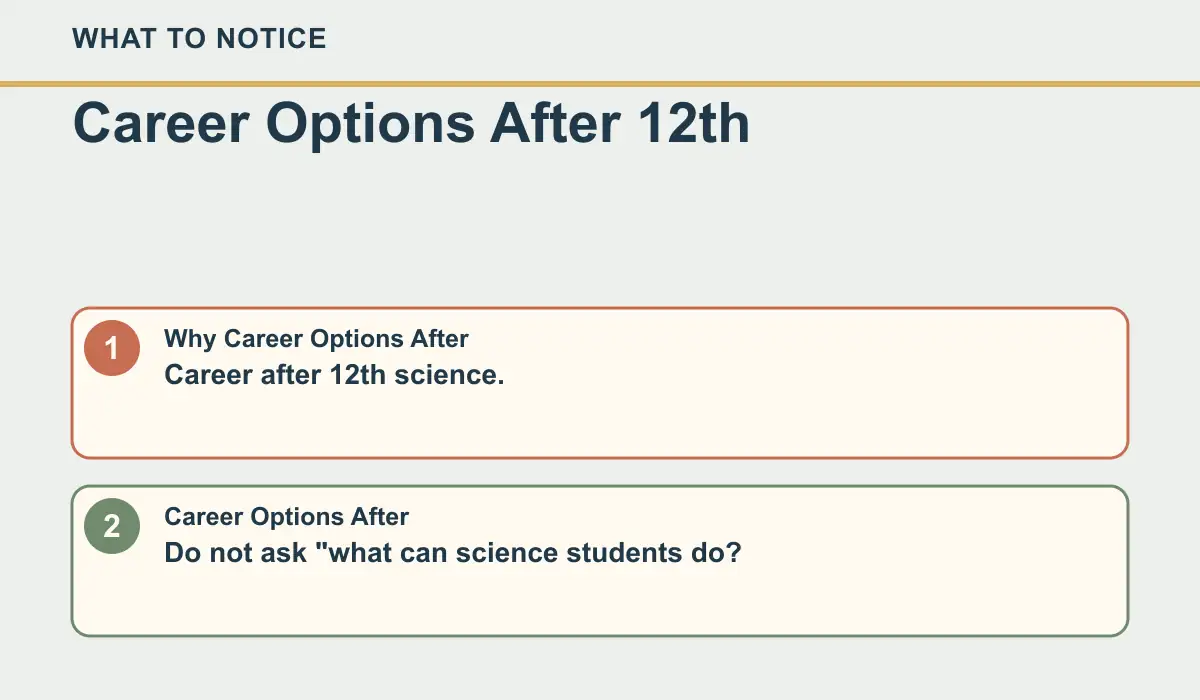 WHAT TO NOTICE
Career Options After 12th
1
Why Career Options After
Career after 12th science.
2
Career Options After
Do not ask "what can science students do?